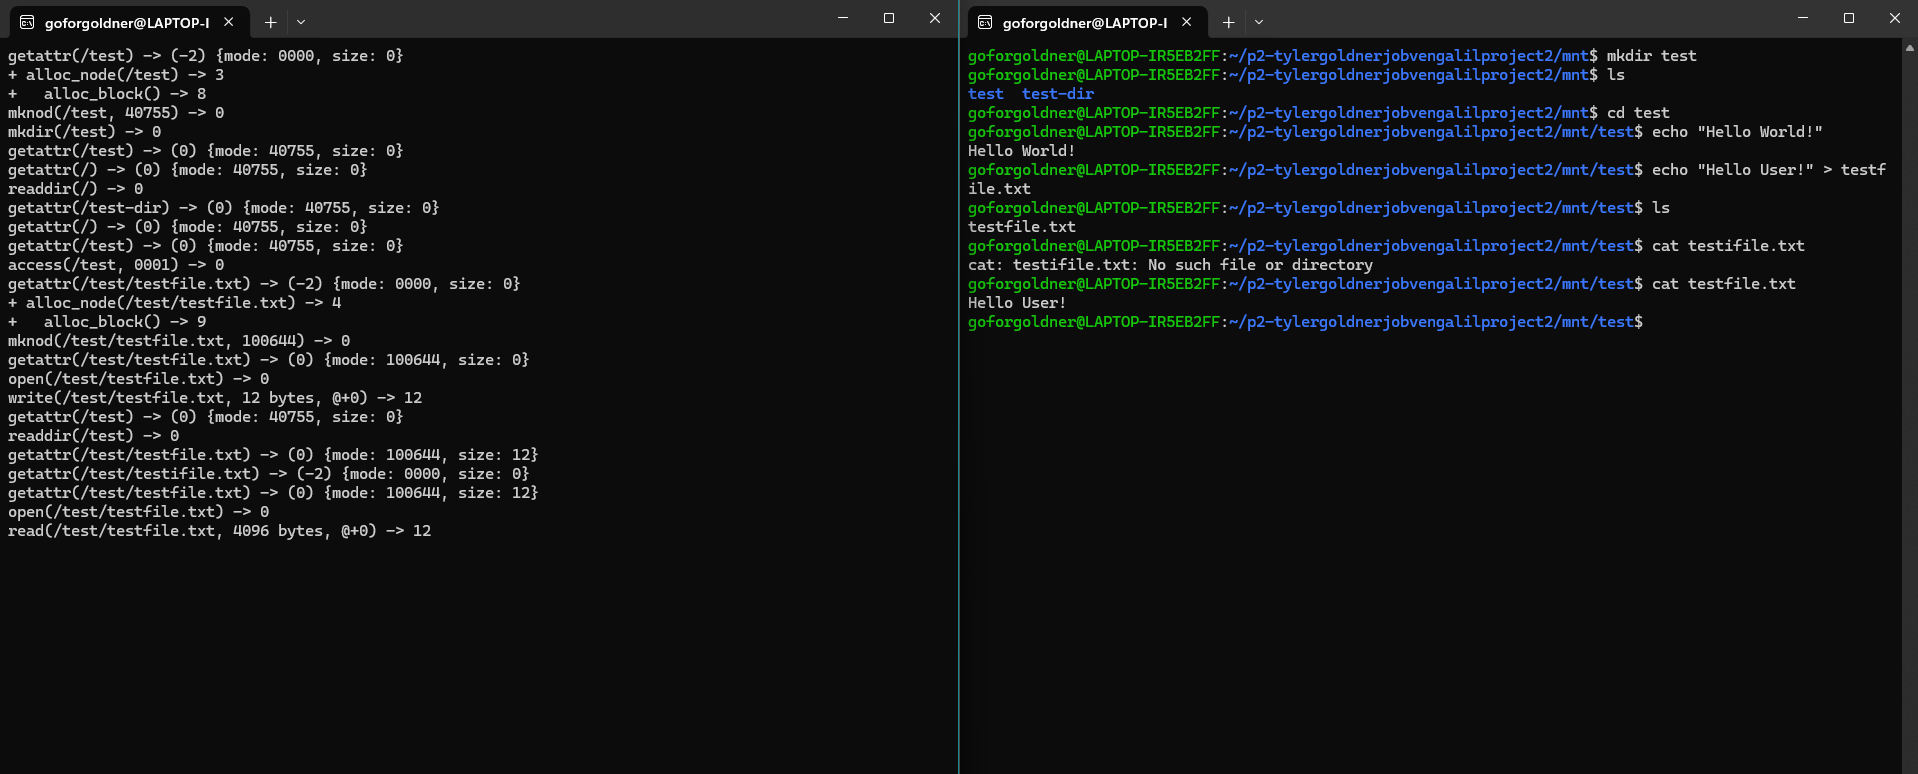 goforgoldner@LAPTOP-I
getattr(/test) -> (-2) {mode: 0000, size: 0}
+ alloc_node(/test) -> 3
+   alloc_block() -> 8
mknod(/test, 40755) -> 0
mkdir(/test) -> 0
getattr(/test) -> (0) {mode: 40755, size: 0}
getattr(/) -> (0) {mode: 40755, size: 0}
readdir(/) -> 0
getattr(/test-dir) -> (0) {mode: 40755, size: 0}
getattr(/) -> (0) {mode: 40755, size: 0}
getattr(/test) -> (0) {mode: 40755, size: 0}
access(/test, 0001) -> 0
getattr(/test/testfile.txt) -> (-2) {mode: 0000, size: 0}
+ alloc_node(/test/testfile.txt) -> 4
+   alloc_block() -> 9
mknod(/test/testfile.txt, 100644) -> 0
getattr(/test/testfile.txt) -> (0) {mode: 100644, size: 0}
open(/test/testfile.txt) -> 0
write(/test/testfile.txt, 12 bytes, @+0) -> 12
getattr(/test) -> (0) {mode: 40755, size: 0}
readdir(/test) -> 0
getattr(/test/testfile.txt) -> (0) {mode: 100644, size: 12}
getattr(/test/testifile.txt) -> (-2) {mode: 0000, size: 0}
getattr(/test/testfile.txt) -> (0) {mode: 100644, size: 12}
open(/test/testfile.txt) -> 0
read(/test/testfile.txt, 4096 bytes, @+0) -> 12
goforgoldner@LAPTOP-I
goforgoldner@LAPTOP-IR5EB2FF:~/p2-tylergoldnerjobvengalilproject2/mnt$ mkdir test
goforgoldner@LAPTOP-IR5EB2FF:~/p2-tylergoldnerjobvengalilproject2/mnt$ ls
test  test-dir
goforgoldner@LAPTOP-IR5EB2FF:~/p2-tylergoldnerjobvengalilproject2/mnt$ cd test
goforgoldner@LAPTOP-IR5EB2FF:~/p2-tylergoldnerjobvengalilproject2/mnt/test$ echo "Hello World!"
Hello World!
goforgoldner@LAPTOP-IR5EB2FF:~/p2-tylergoldnerjobvengalilproject2/mnt/test$ echo "Hello User!" > testf
ile.txt
goforgoldner@LAPTOP-IR5EB2FF:~/p2-tylergoldnerjobvengalilproject2/mnt/test$ ls
testfile.txt
goforgoldner@LAPTOP-IR5EB2FF:~/p2-tylergoldnerjobvengalilproject2/mnt/test$ cat testifile.txt
cat: testifile.txt: No such file or directory
goforgoldner@LAPTOP-IR5EB2FF:~/p2-tylergoldnerjobvengalilproject2/mnt/test$ cat testfile.txt
Hello User!
goforgoldner@LAPTOP-IR5EB2FF:~/p2-tylergoldnerjobvengalilproject2/mnt/test$